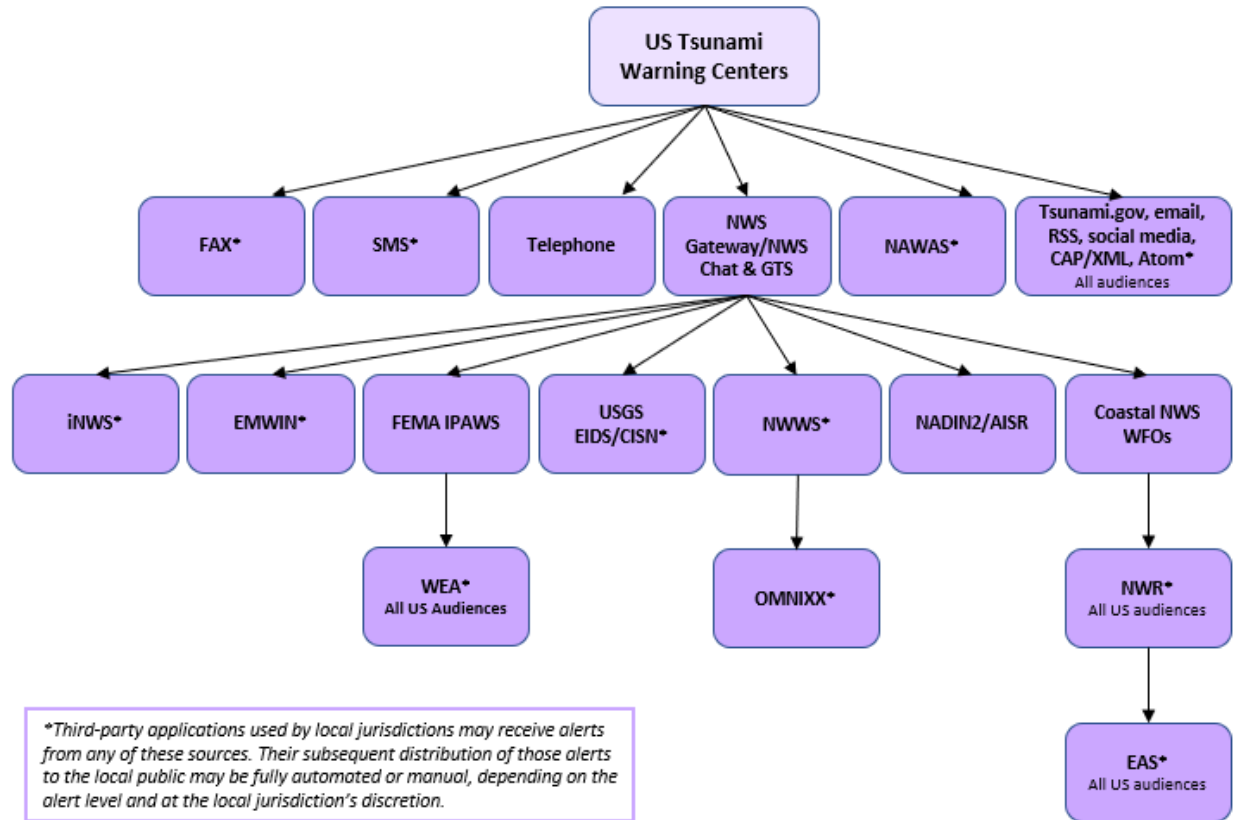 US Tsunami
Warning Centers
FAX*
SMS*
Telephone
NWS
Gateway/NWS
Chat & GTS
NAWAS*
Tsunami.gov, email,
RSS, social media,
CAP/XML, Atom*
All audiences
iNWS*
EMWIN*
FEMA IPAWS
USGS
EIDS/CISN*
NWWS*
NADIN2/AISR
Coastal NWS
WFOs
WEA*
All US Audiences
OMNIXX*
NWR*
All US audiences
EAS*
All US audiences
*Third-party applications used by local jurisdictions may receive alerts
from any of these sources. Their subsequent distribution of those alerts
to the local public may be fully automated or manual, depending on the
alert level and at the local jurisdiction’s discretion.